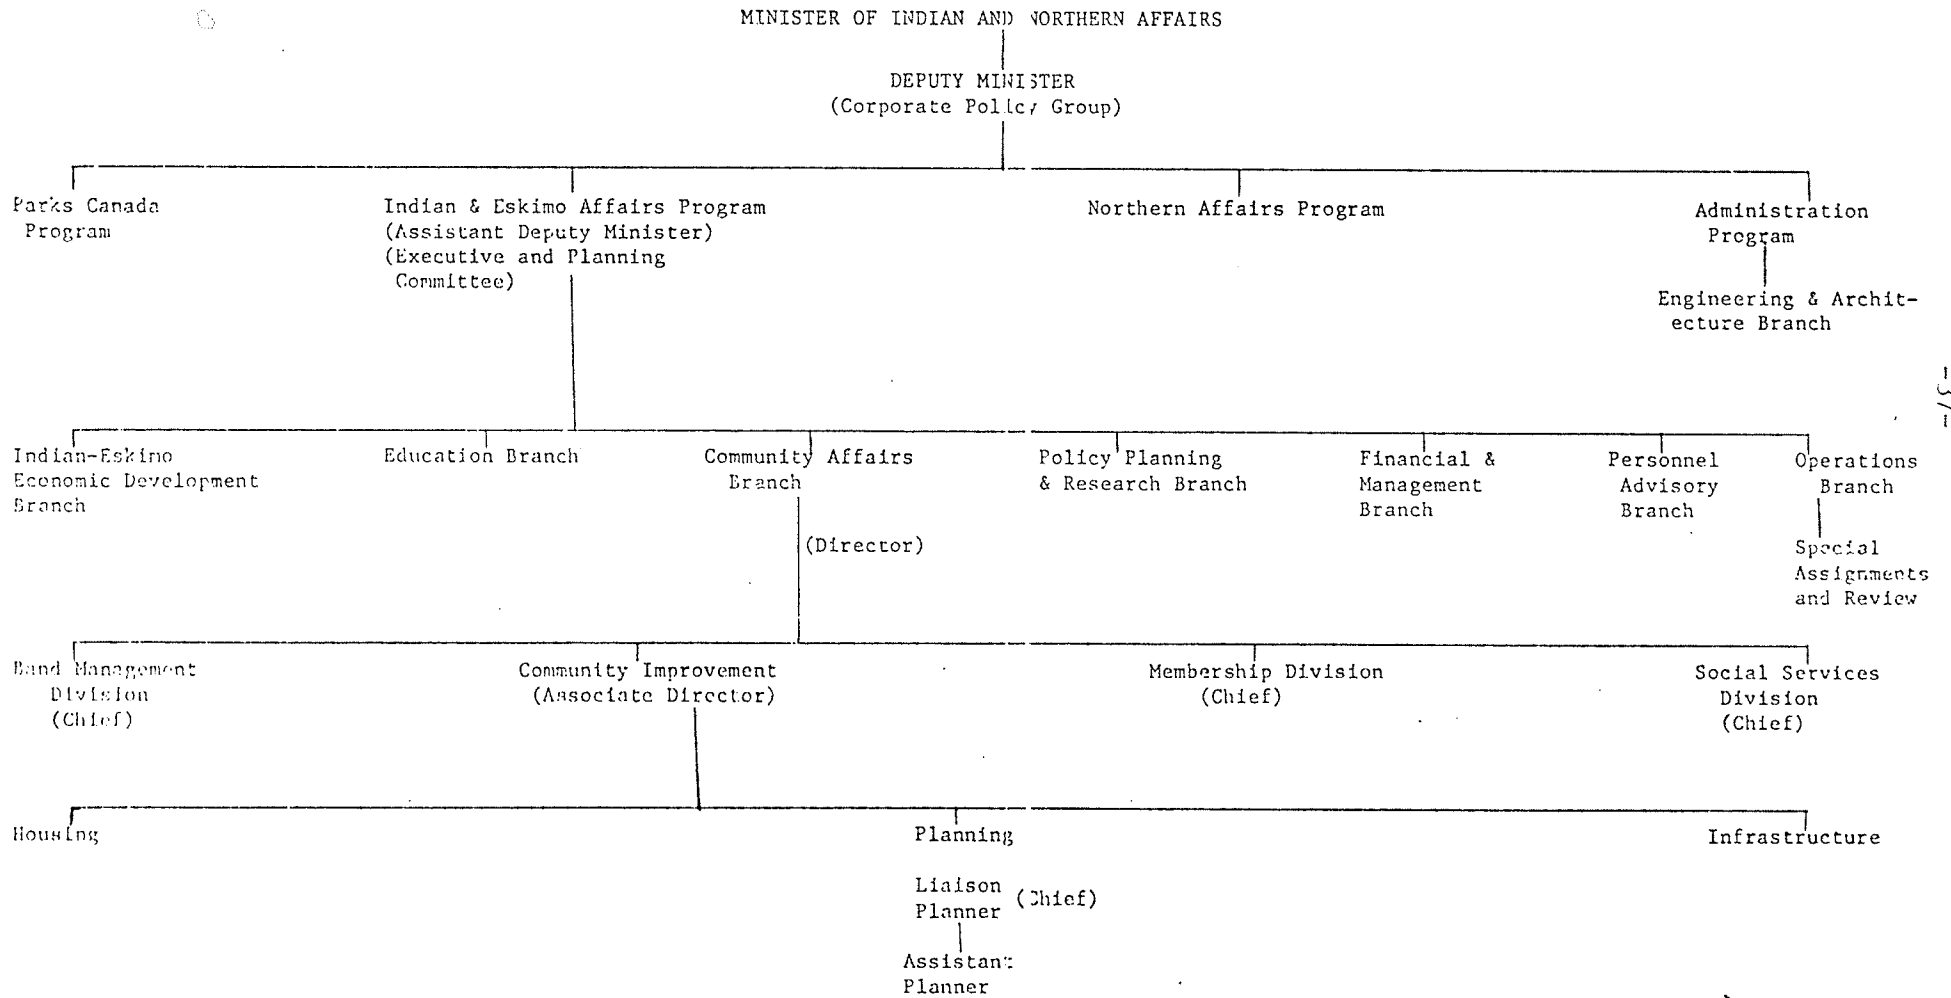 MINISTER OF INDIAN AND NORTHERN AFFAIRS
DEPUTY MINISTER
(Corporate Policy Group)
Parks Canada
Program
Indian & Eskimo Affairs Program
(Assistant Deputy Minister)
(Executive and Planning
Committee)
Northern Affairs Program
Administration
Program
Engineering & Archit-
ecture Branch
Indian-Eskimo
Economic Development
Branch
Education Branch
Community Affairs
Branch
(Director)
Policy Planning
& Research Branch
Financial &
Management
Branch
Personnel
Advisory
Branch
Operations
Branch
Special
Assignments
and Review
Band Management
Division
(Chief)
Community Improvement
(Associate Director)
Membership Division
(Chief)
Social Services
Division
(Chief)
Housing
Planning
Infrastructure
Liaison
Planner
(Chief)
Assistant
Planner